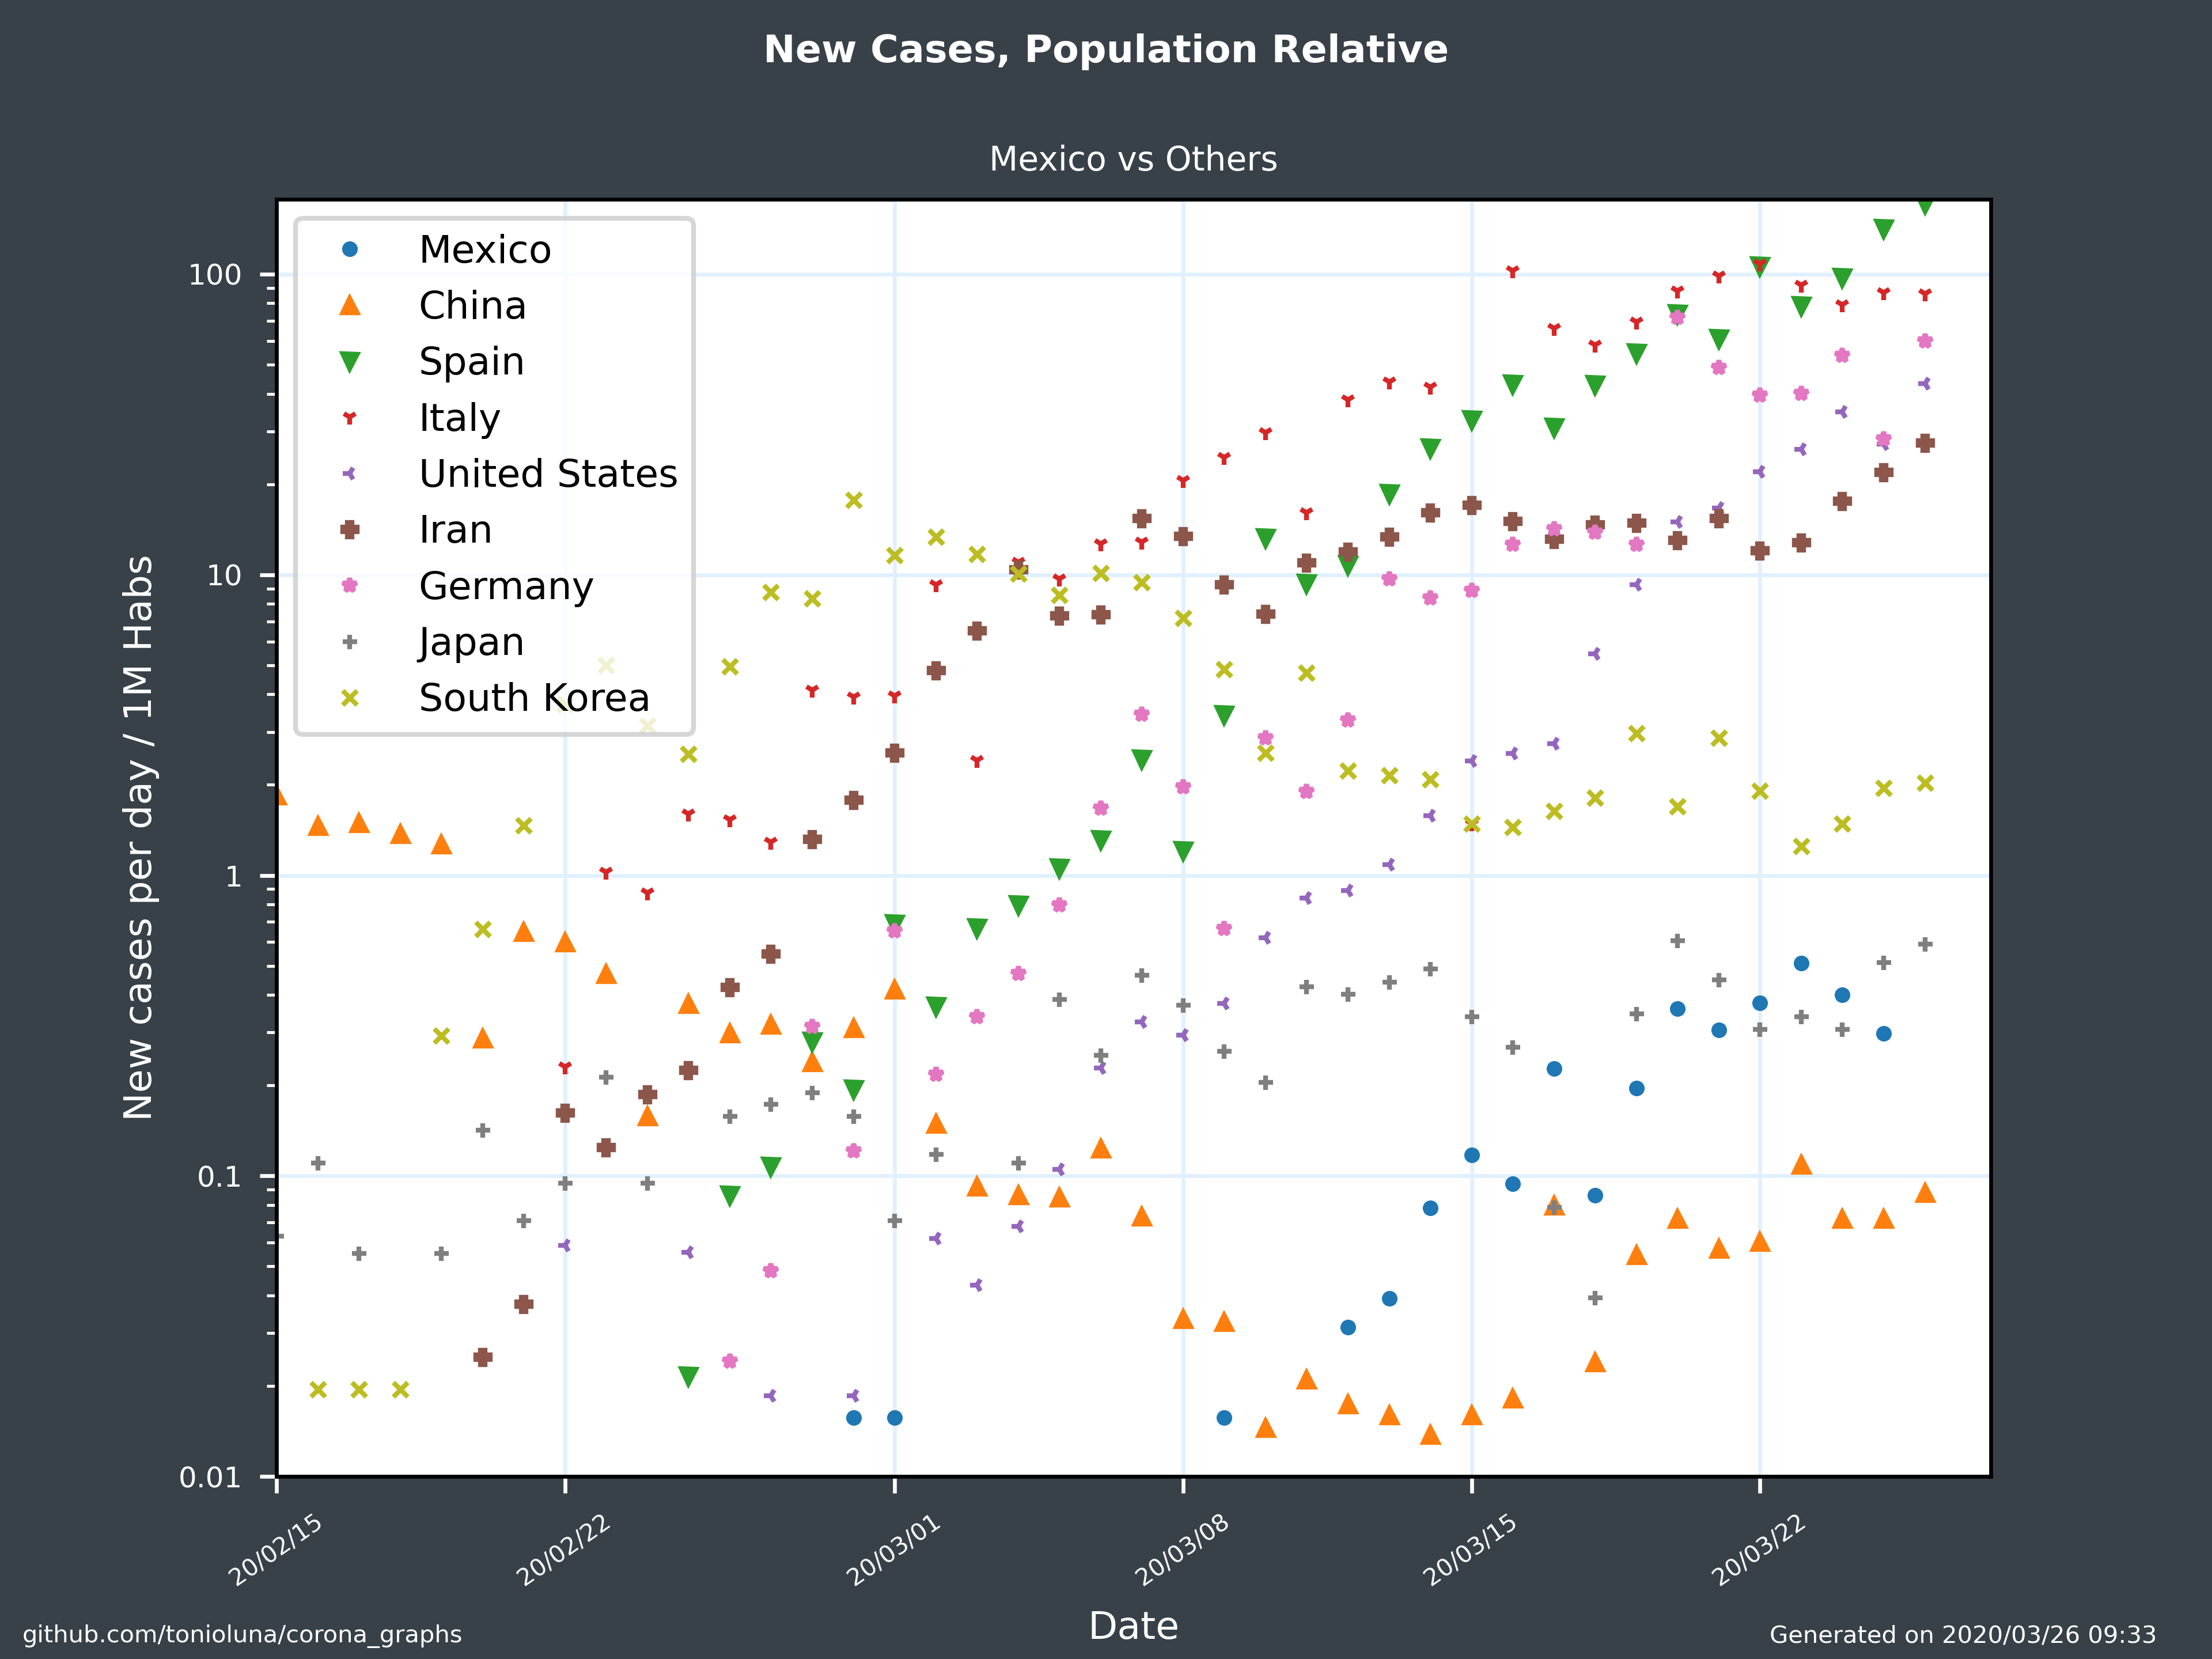 New Cases, Population Relative
Mexico vs Others
Mexico
China
Spain
Italy
United States
Iran
Germany
Japan
South Korea
New cases per day / 1M Habs
100
10
1
0.1
0.01
20/02/15
20/02/22
20/03/01
20/03/08
20/03/15
20/03/22
Date
github.com/tonioluna/corona_graphs
Generated on 2020/03/26 09:33